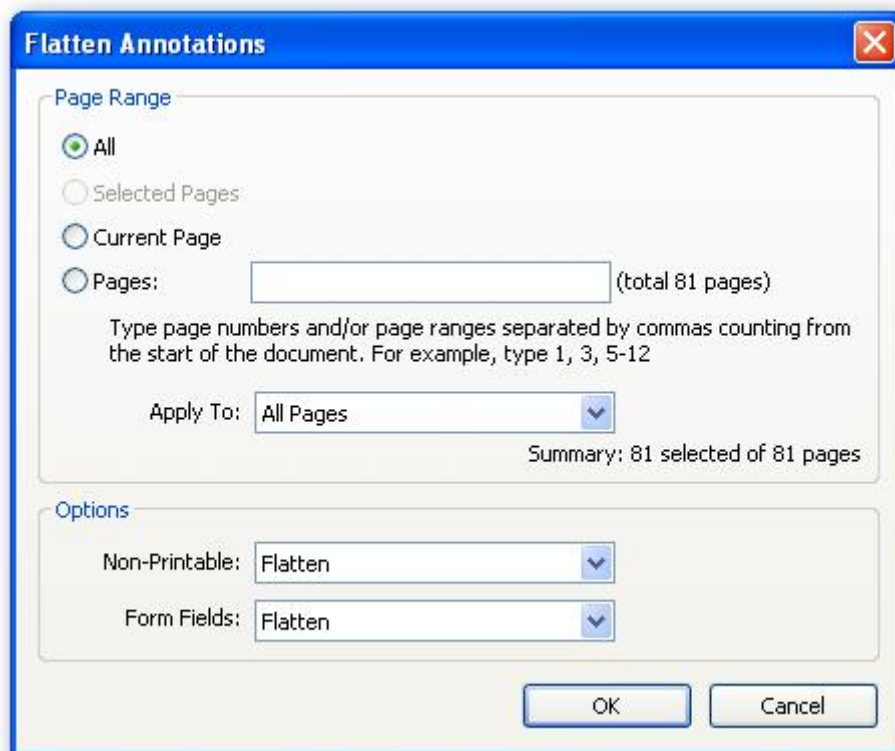 Flatten Annotations
Page Range
All
Selected Pages
Current Page
Pages: (total 81 pages)
Type page numbers and/or page ranges separated by commas counting from
the start of the document. For example, type 1, 3, 5-12
Apply To: All Pages
Summary: 81 selected of 81 pages
Options
Non-Printable: Flatten
Form Fields: Flatten
OK Cancel